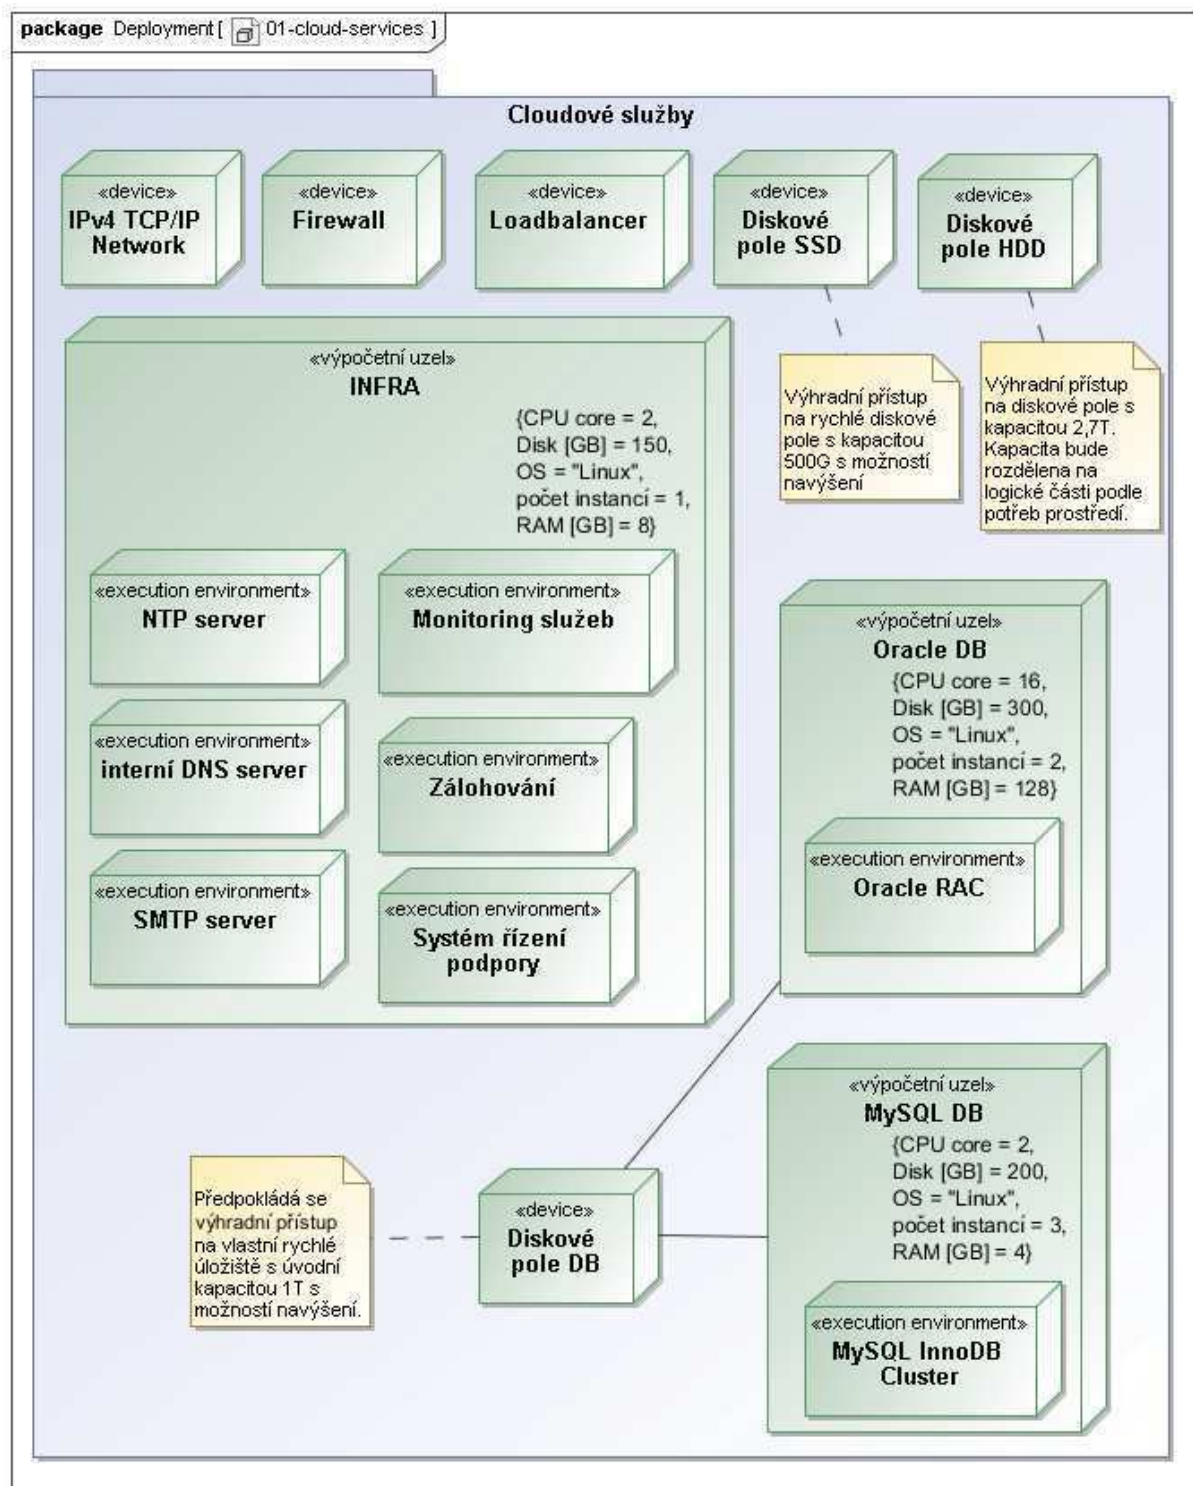 package Deployment [ 01-cloud-services ]
Cloudové služby
«device»
IPv4 TCP/IP
Network
«device»
Firewall
«device»
Loadbalancer
«device»
Diskové
pole SSD
«device»
Diskové
pole HDD
Výhradní přístup
na rychlé diskové
pole s kapacitou
500G s možností
navýšení
Výhradní přístup
na diskové pole s
kapacitou 2,7T.
Kapacita bude
rozdělena na
logické části podle
potřeb prostředí.
«výpočetní uzel»
INFRA
{CPU core = 2,
Disk [GB] = 150,
OS = "Linux",
počet instancí = 1,
RAM [GB] = 8}
«execution environment»
NTP server
«execution environment»
Monitoring služeb
«execution environment»
interní DNS server
«execution environment»
Zálohování
«execution environment»
SMTP server
«execution environment»
Systém řízení
podpory
«výpočetní uzel»
Oracle DB
{CPU core = 16,
Disk [GB] = 300,
OS = "Linux",
počet instancí = 2,
RAM [GB] = 128}
«execution environment»
Oracle RAC
«výpočetní uzel»
MySQL DB
{CPU core = 2,
Disk [GB] = 200,
OS = "Linux",
počet instancí = 3,
RAM [GB] = 4}
«execution environment»
MySQL InnoDB
Cluster
«device»
Diskové
pole DB
Předpokládá se
výhradní přístup
na vlastní rychlé
úložiště s úvodní
kapacitou 1T s
možností navýšení.